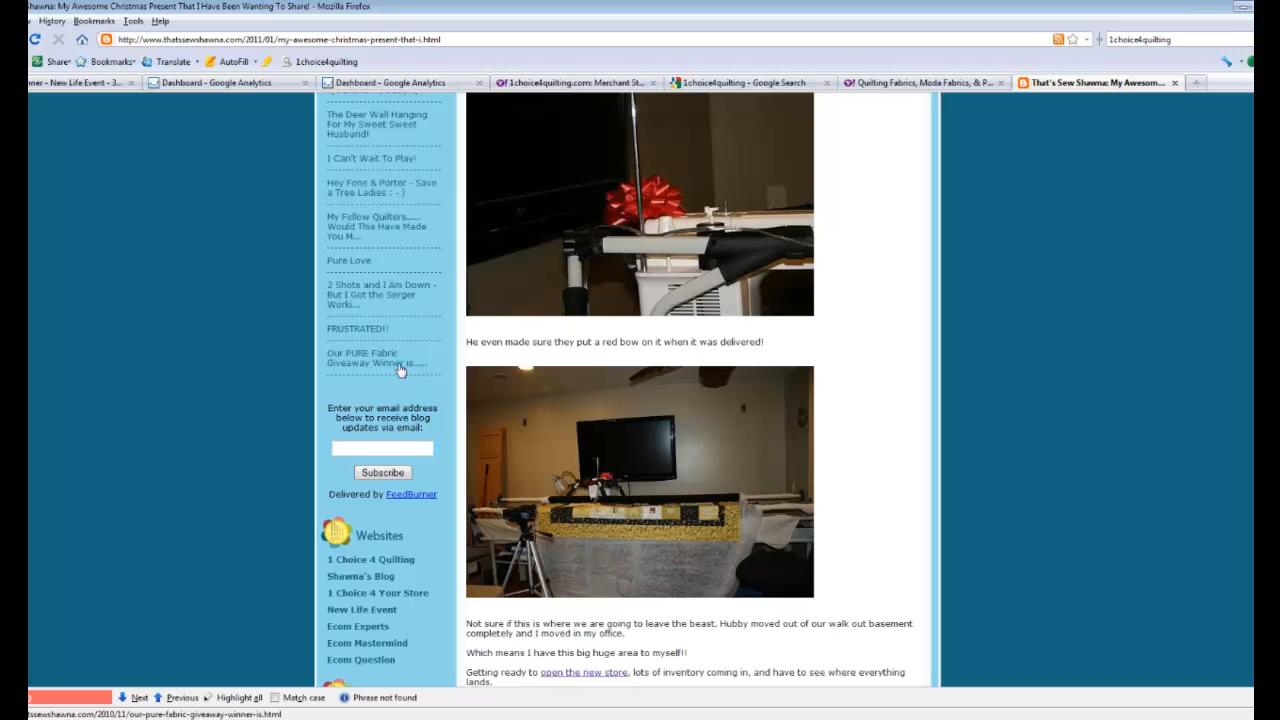 Shawna: My Awesome Christmas Present That I Have Been Wanting To Share! - Mozilla Firefox
History Bookmarks Tools Help
http://www.thatssewshawna.com/2011/01/my-awesome-christmas-present-that-i.html
1choice4quilting
Share Bookmarks Translate AutoFill 1choice4quilting
ner - New Life Event - 3...
Dashboard - Google Analytics
Dashboard - Google Analytics
1choice4quilting.com: Merchant St...
1choice4quilting - Google Search
Quilting Fabrics, Moda Fabrics, & P...
That's Sew Shawna: My Awesom...
The Deer Wall Hanging
For My Sweet Sweet
Husband!
I Can't Wait To Play!
Hey Fons & Porter - Save
a Tree Ladies : - )
My Fellow Quilters.....
Would This Have Made
You M...
Pure Love
2 Shots and I Am Down -
But I Got the Serger
Worki...
FRUSTRATED!!
Our PURE Fabric
Giveaway Winner is.....
Enter your email address
below to receive blog
updates via email:
Subscribe
Delivered by FeedBurner
Websites
1 Choice 4 Quilting
Shawna's Blog
1 Choice 4 Your Store
New Life Event
Ecom Experts
Ecom Mastermind
Ecom Question
He even made sure they put a red bow on it when it was delivered!
Not sure if this is where we are going to leave the beast. Hubby moved out of our walk out basement
completely and I moved in my office.
Which means I have this big huge area to myself!!
Getting ready to open the new store, lots of inventory coming in, and have to see where everything
lands.
Next Previous Highlight all Match case Phrase not found
tssewshawna.com/2010/11/our-pure-fabric-giveaway-winner-is.html